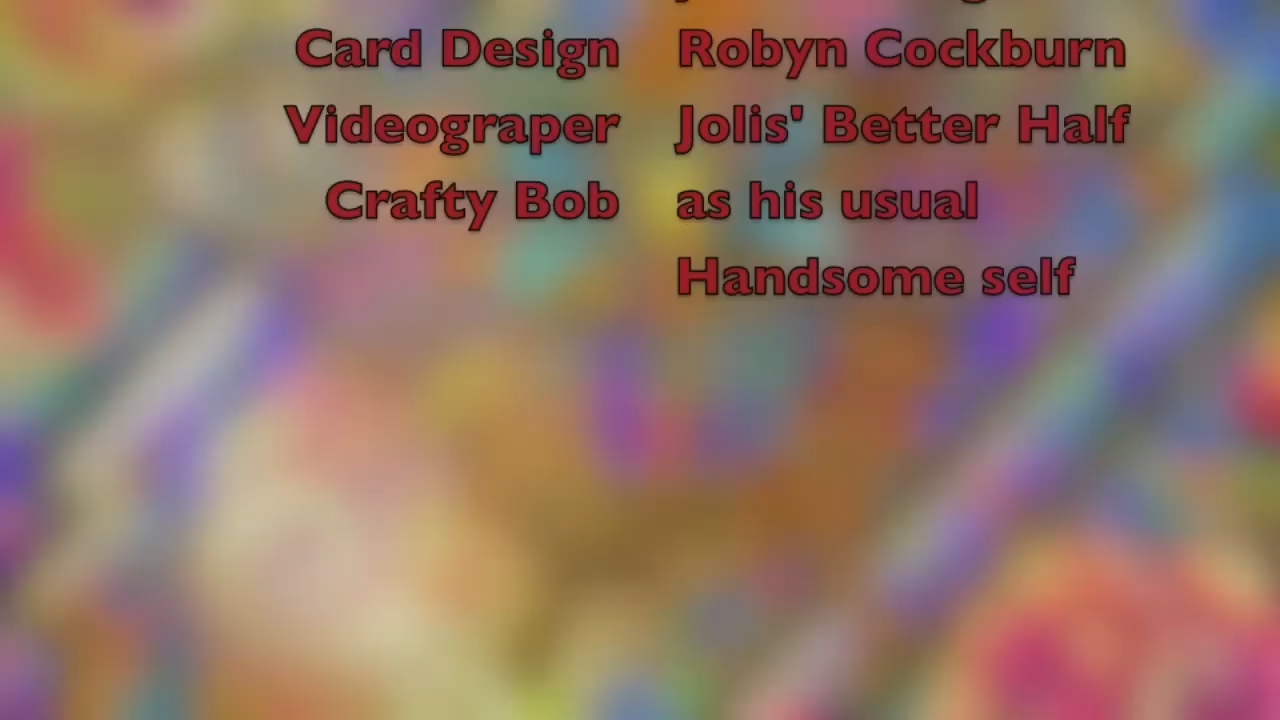 Card Design Robyn Cockburn
Videograper Jolis' Better Half
Crafty Bob as his usual
Handsome self